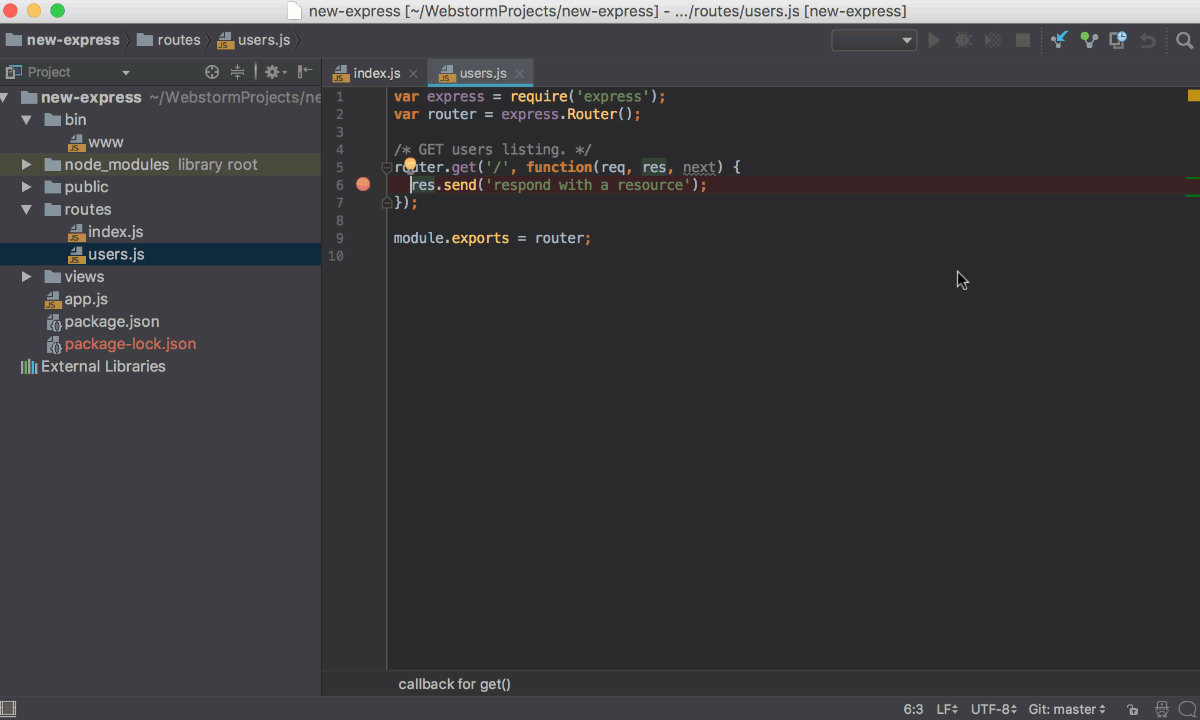 new-express [~/WebstormProjects/new-express] - .../routes/users.js [new-express]
new-express routes users.js
Project
index.js users.js
new-express ~/WebstormProjects/ne
bin
www
node_modules library root
public
routes
index.js
users.js
views
app.js
package.json
package-lock.json
External Libraries
1 var express = require('express');
2 var router = express.Router();
3
4 /* GET users listing. */
5 router.get('/', function(req, res, next) {
6 res.send('respond with a resource');
7 });
8
9 module.exports = router;
10
callback for get()
6:3 LF UTF-8 Git: master